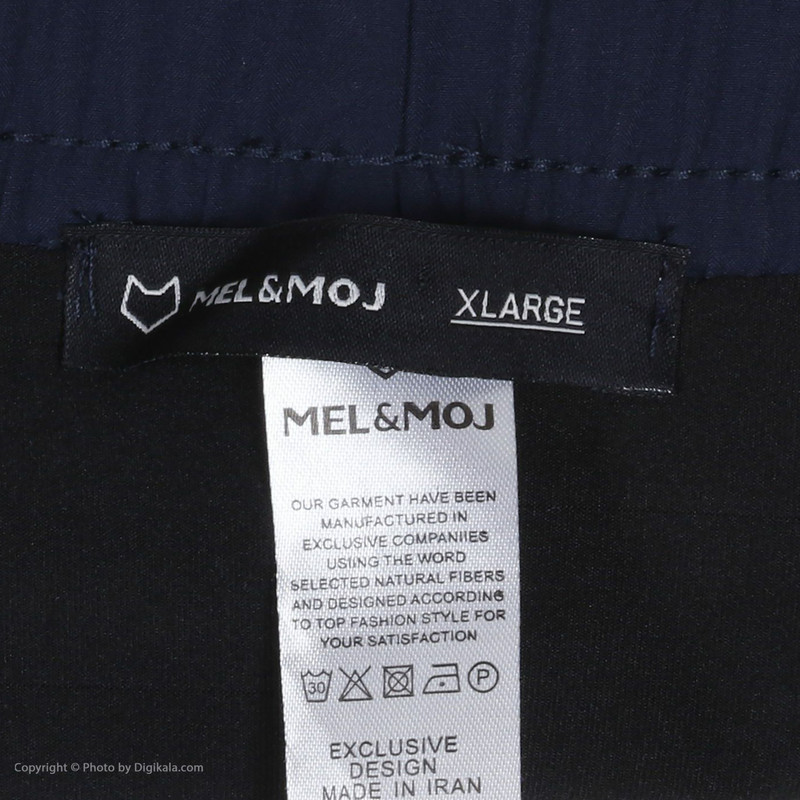 MEL&MOJ XLARGE
MEL&MOJ
OUR GARMENT HAVE BEEN
MANUFACTURED IN
EXCLUSIVE COMPANIIES
USING THE WORD
SELECTED NATURAL FIBERS
AND DESIGNED ACCORDING
TO TOP FASHION STYLE FOR
YOUR SATISFACTION
30 P
EXCLUSIVE
DESIGN
MADE IN IRAN
Copyright © Photo by Digikala.com